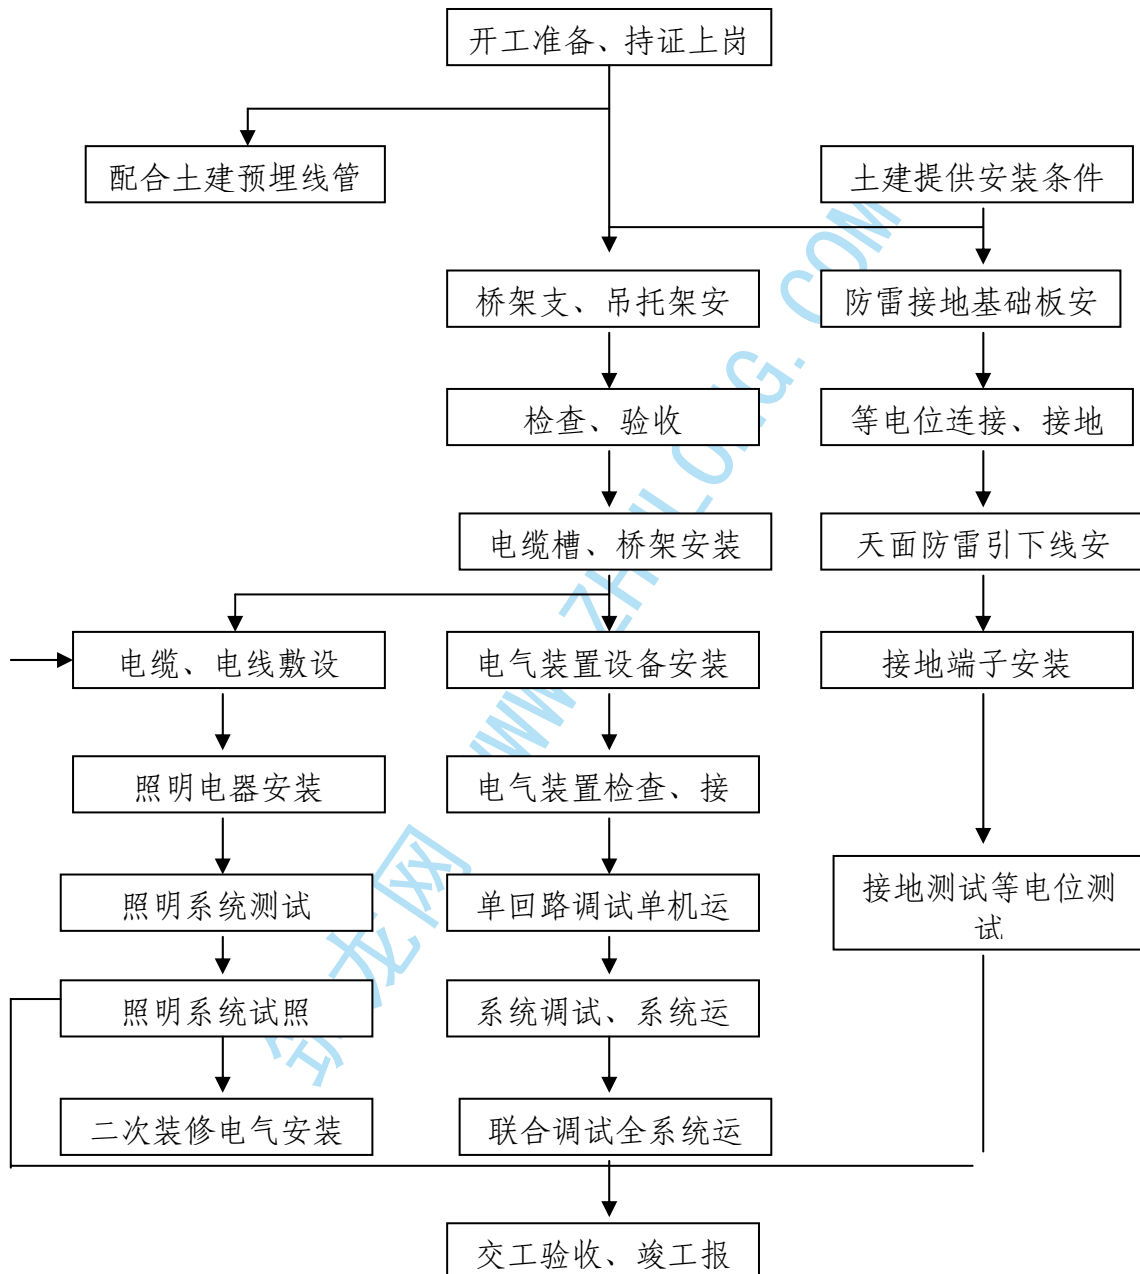 开工准备、持证上岗
配合土建预埋线管
土建提供安装条件
桥架支、吊托架安
防雷接地基础板安
检查、验收
等电位连接、接地
电缆槽、桥架安装
天面防雷引下线安
电缆、电线敷设
电气装置设备安装
接地端子安装
照明电器安装
电气装置检查、接
照明系统测试
单回路调试单机运
接地测试等电位测
试
照明系统试照
系统调试、系统运
二次装修电气安装
联合调试全系统运
交工验收、竣工报
筑龙网 WWW.ZHULONG.COM